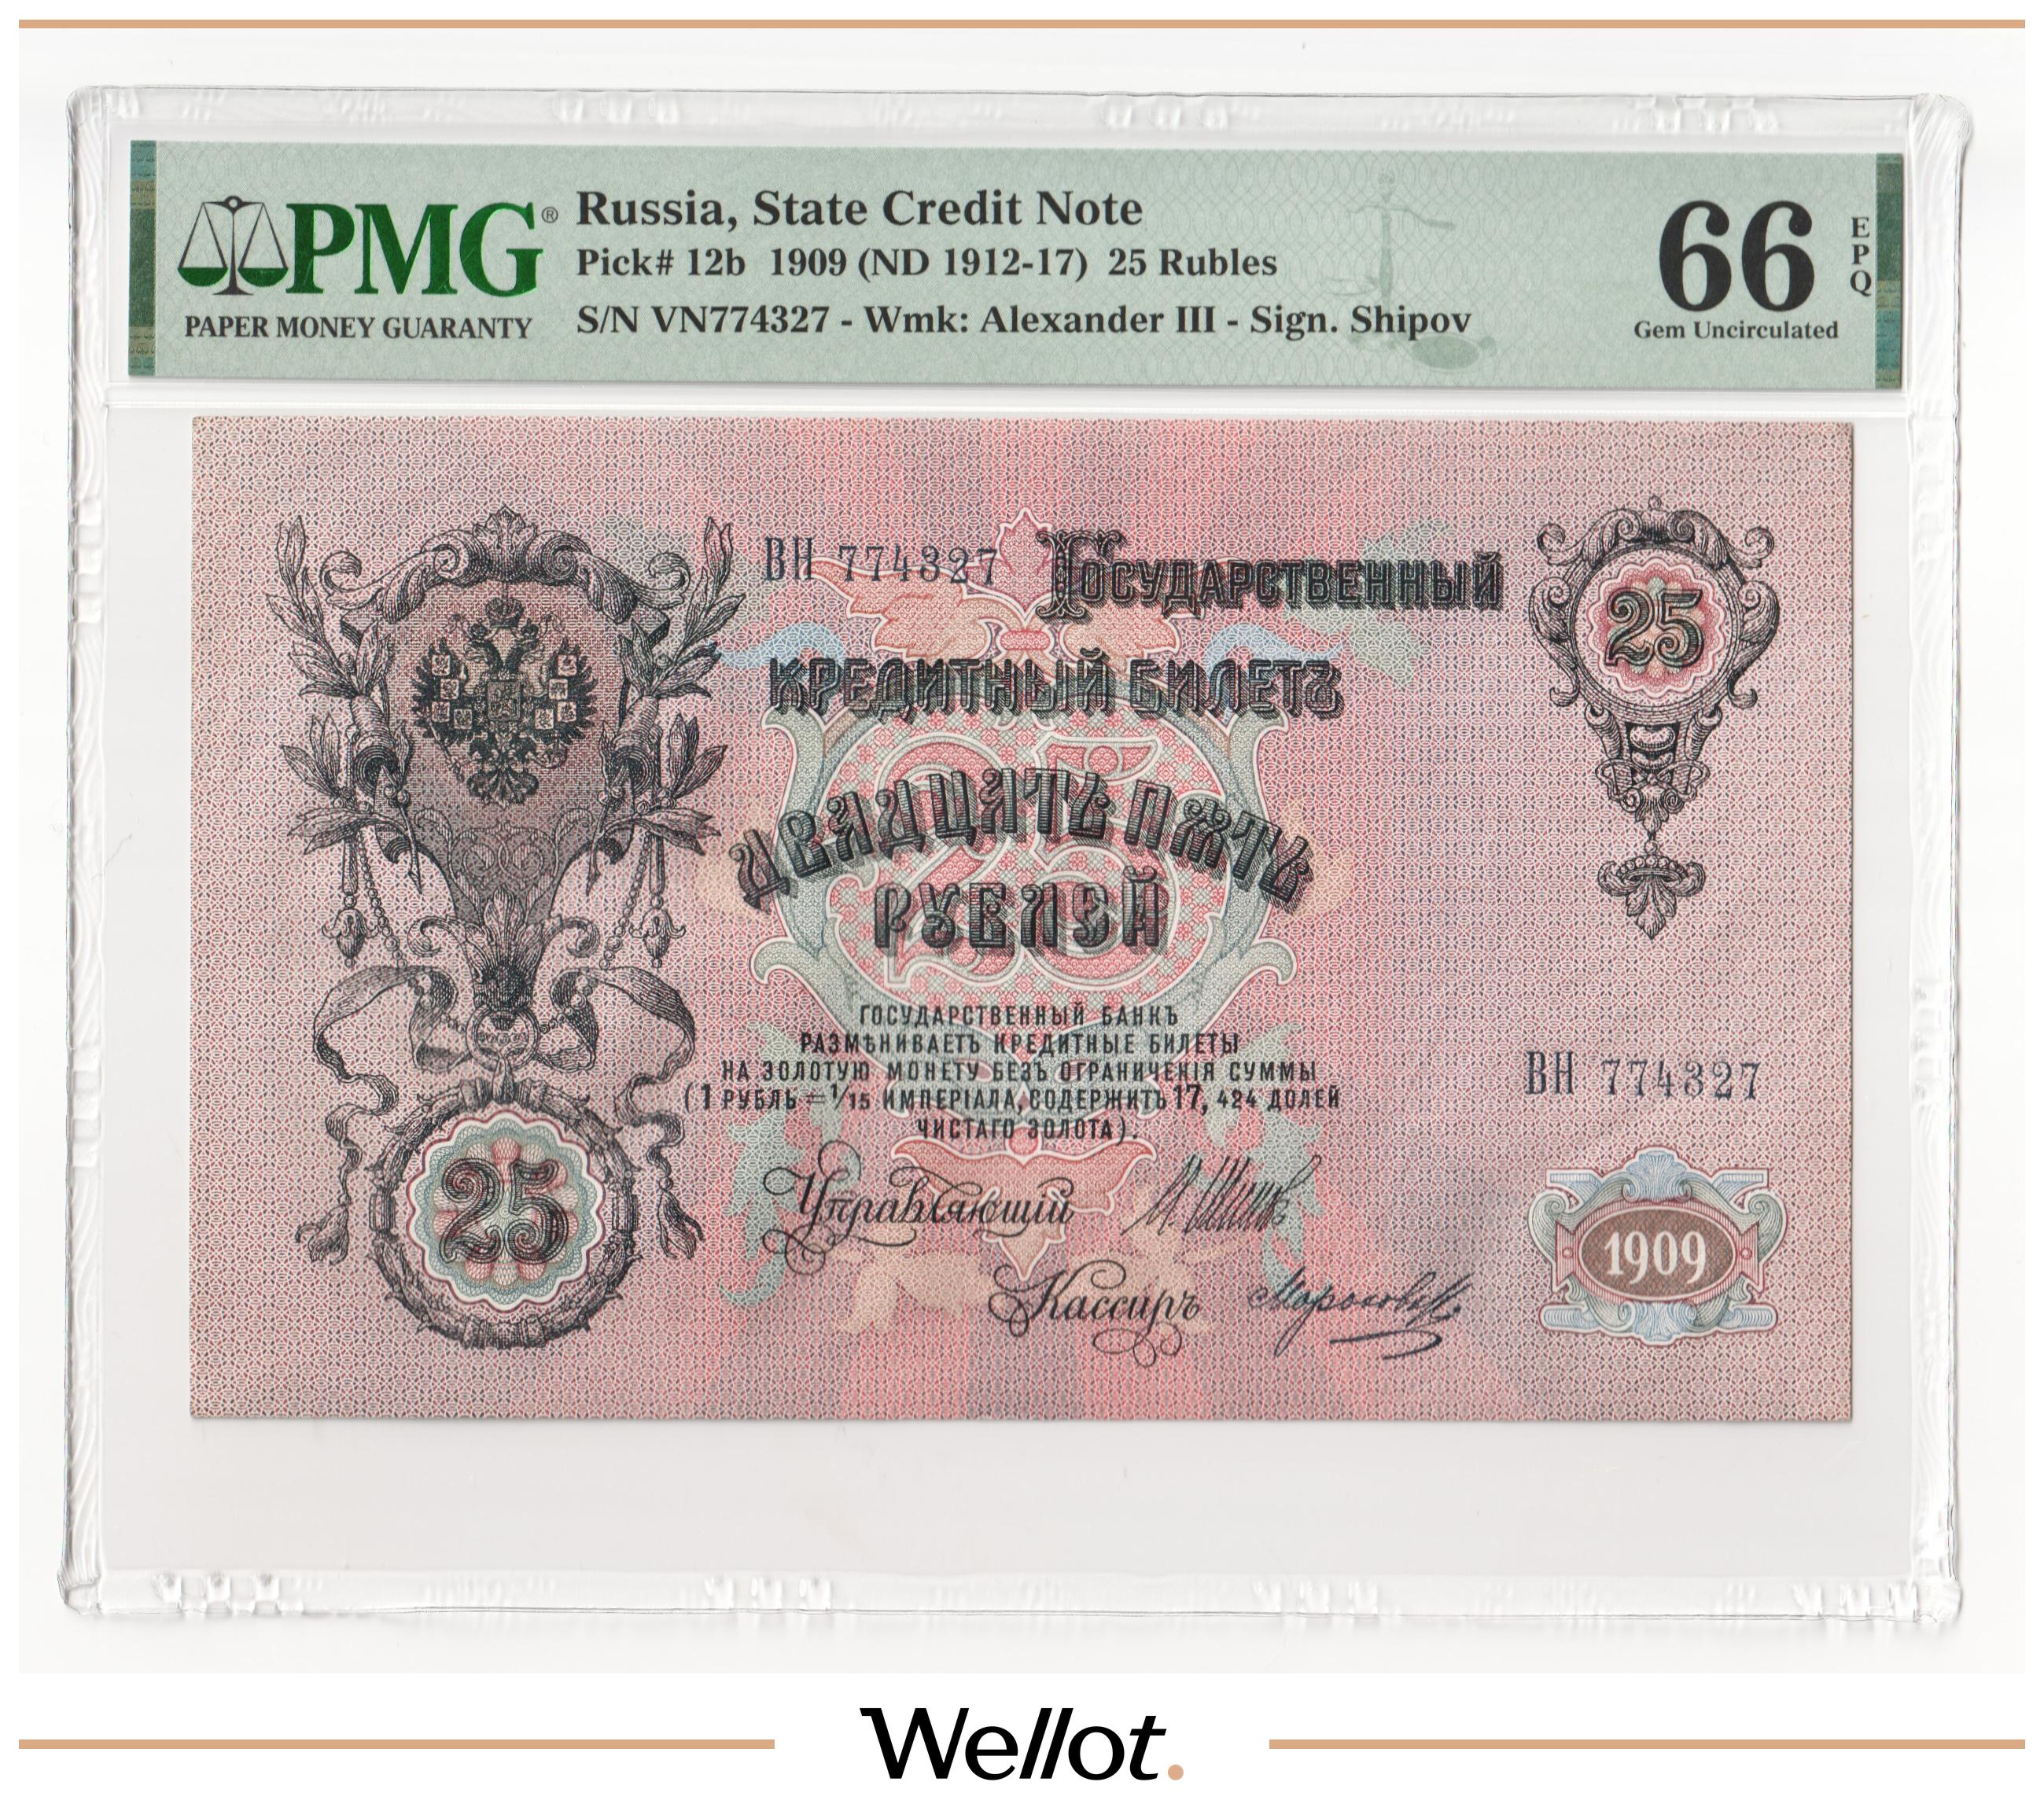 PMG®
PAPER MONEY GUARANTY
Russia, State Credit Note
Pick# 12b 1909 (ND 1912-17) 25 Rubles
S/N VN774327 - Wmk: Alexander III - Sign. Shipov
66
EPQ
Gem Uncirculated
ВН 774327
Государственный
25
кредитный билетъ
25
Двадцать пять
рублей
ГОСУДАРСТВЕННЫЙ БАНКЪ
РАЗМѢНИВАЕТЪ КРЕДИТНЫЕ БИЛЕТЫ
НА ЗОЛОТУЮ МОНЕТУ БЕЗЪ ОГРАНИЧЕНІЯ СУММЫ
(1 РУБЛЬ = 1/15 ИМПЕРІАЛА, СОДЕРЖИТЪ 17, 424 ДОЛЕЙ
ЧИСТАГО ЗОЛОТА).
ВН 774327
25
Управляющій
И. Шипов
Кассиръ
1909
Wellot.